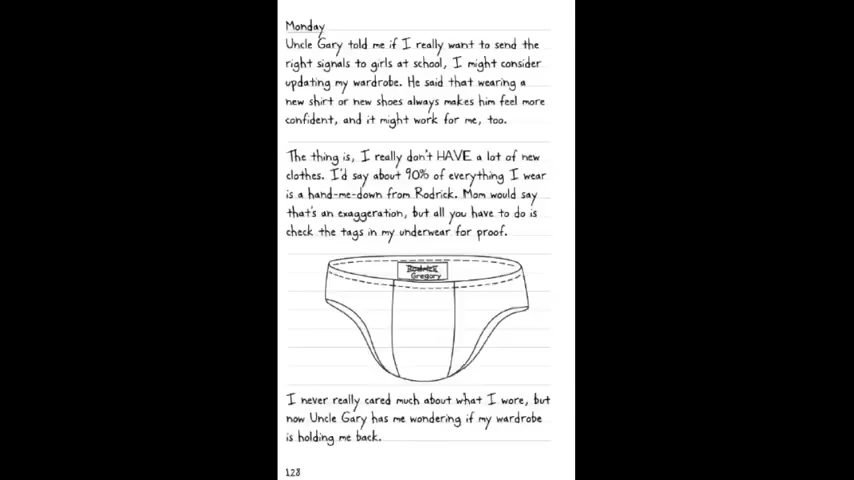 Monday
Uncle Gary told me if I really want to send the
right signals to girls at school, I might consider
updating my wardrobe. He said that wearing a
new shirt or new shoes always makes him feel more
confident, and it might work for me, too.
The thing is, I really don't HAVE a lot of new
clothes. I'd say about 90% of everything I wear
is a hand-me-down from Rodrick. Mom would say
that's an exaggeration, but all you have to do is
check the tags in my underwear for proof.
Rodrick
Gregory
I never really cared much about what I wore, but
now Uncle Gary has me wondering if my wardrobe
is holding me back.
128